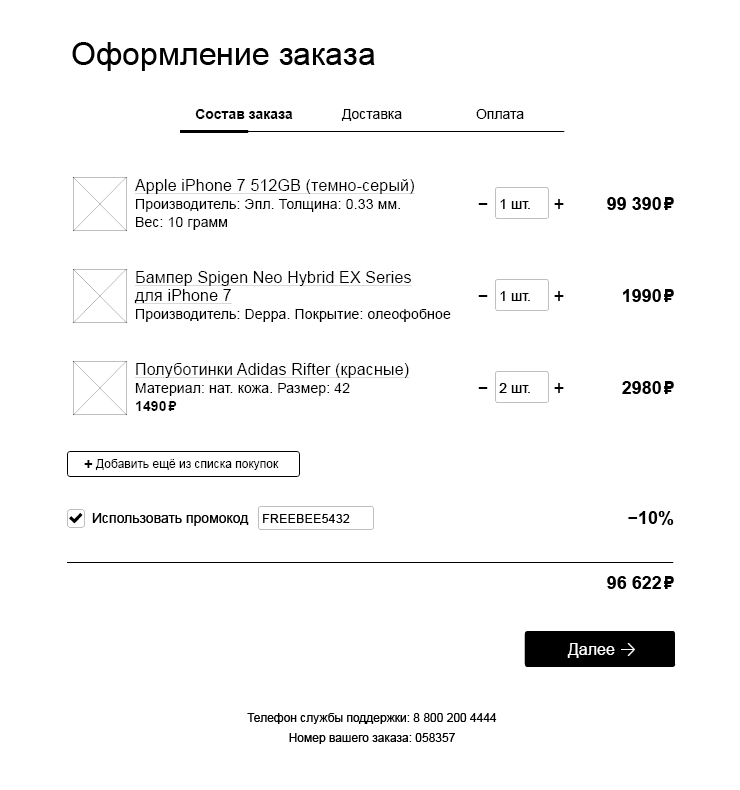 Оформление заказа
Состав заказа Доставка Оплата
Apple iPhone 7 512GB (темно-серый)
Производитель: Эпл. Толщина: 0.33 мм.
Вес: 10 грамм
− 1 шт. + 99 390 ₽
Бампер Spigen Neo Hybrid EX Series
для iPhone 7
Производитель: Deppa. Покрытие: олеофобное
− 1 шт. + 1990 ₽
Полуботинки Adidas Rifter (красные)
Материал: нат. кожа. Размер: 42
1490 ₽
− 2 шт. + 2980 ₽
+ Добавить ещё из списка покупок
Использовать промокод FREEBEE5432 −10%
96 622 ₽
Далее →
Телефон службы поддержки: 8 800 200 4444
Номер вашего заказа: 058357